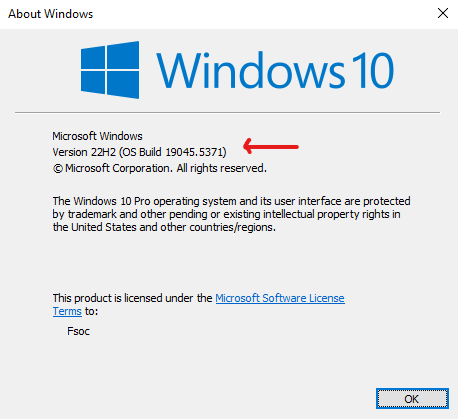 About Windows
Windows 10
Microsoft Windows
Version 22H2 (OS Build 19045.5371)
© Microsoft Corporation. All rights reserved.
The Windows 10 Pro operating system and its user interface are protected
by trademark and other pending or existing intellectual property rights in
the United States and other countries/regions.
This product is licensed under the Microsoft Software License
Terms to:
Fsoc
OK